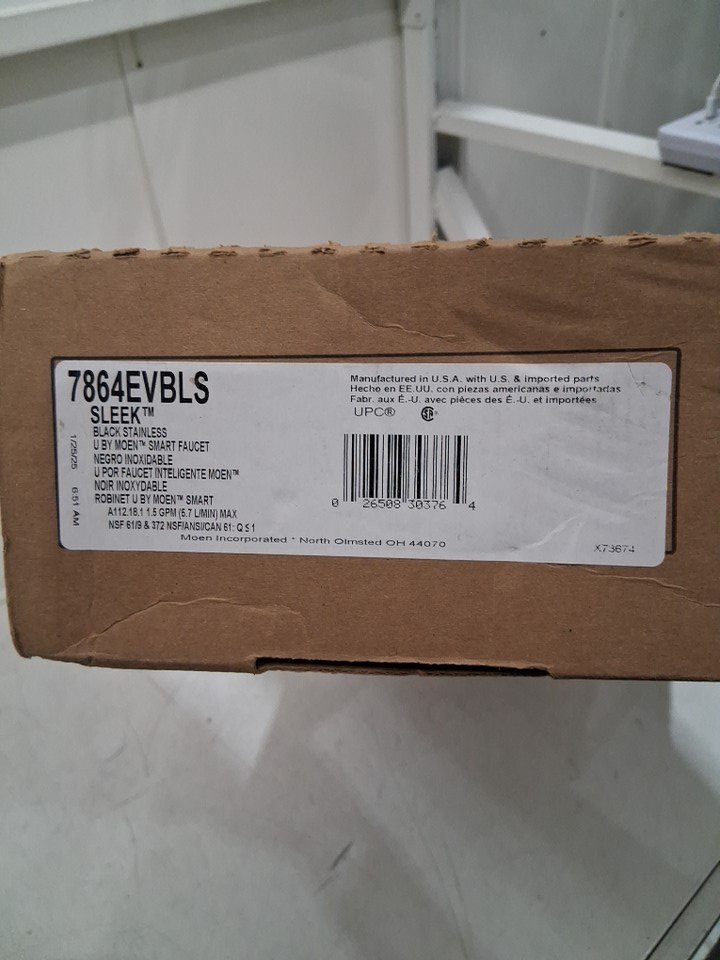 7864EVBLS
SLEEK™
BLACK STAINLESS
U BY MOEN™ SMART FAUCET
NEGRO INOXIDABLE
U POR FAUCET INTELIGENTE MOEN™
NOIR INOXYDABLE
ROBINET U BY MOEN™ SMART
A112.18.1 1.5 GPM (5.7 L/MIN) MAX
NSF 61/9 & 372 NSF/ANSI/CAN 61: Q ≤ 1
Moen Incorporated * North Olmsted OH 44070
1/25/25 6:51 AM
Manufactured in U.S.A. with U.S. & imported parts
Hecho en EE.UU. con piezas americanas e importadas
Fabr. aux É.-U. avec pièces des É.-U. et importées
UPC®
0 26508 30376 4
X73674